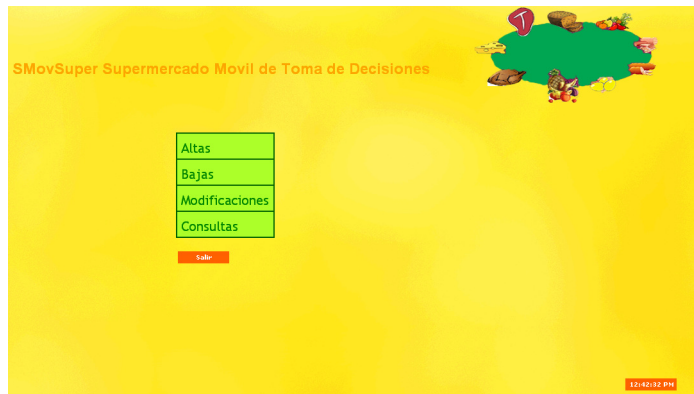 SMovSuper Supermercado Movil de Toma de Decisiones
Altas
Bajas
Modificaciones
Consultas
Salir
12:42:32 PM